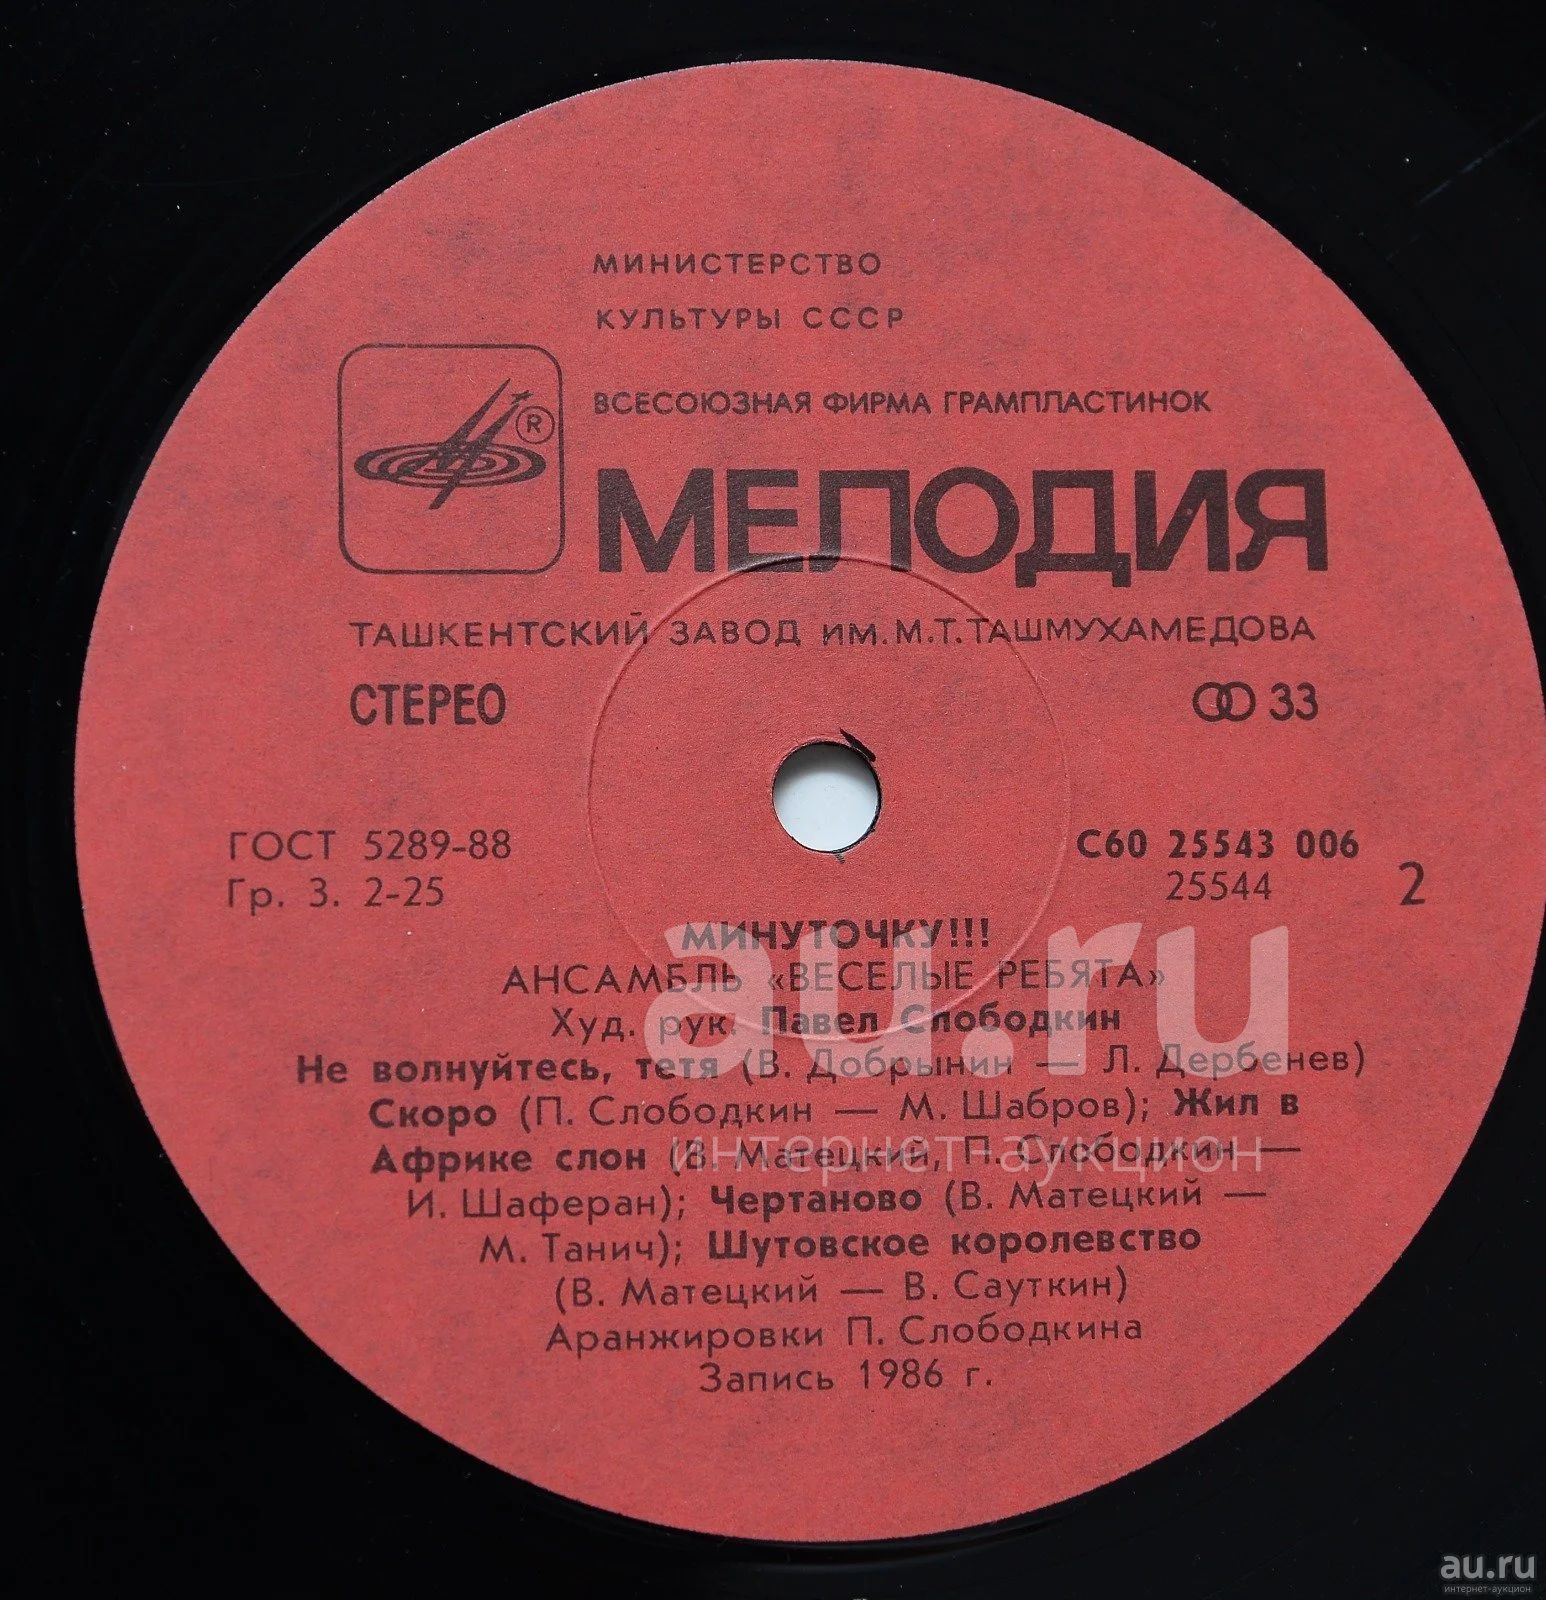 МИНИСТЕРСТВО
КУЛЬТУРЫ СССР
ВСЕСОЮЗНАЯ ФИРМА ГРАМПЛАСТИНОК
®
МЕЛОДИЯ
ТАШКЕНТСКИЙ ЗАВОД ИМ. М.Т. ТАШМУХАМЕДОВА
СТЕРЕО
33
ГОСТ 5289-88
С60 25543 006
Гр. 3. 2-25
25544
2
МИНУТОЧКУ!!!
АНСАМБЛЬ «ВЕСЕЛЫЕ РЕБЯТА»
Худ. рук. Павел Слободкин
Не волнуйтесь, тетя (В. Добрынин — Л. Дербенев)
Скоро (П. Слободкин — М. Шабров); Жил в
Африке слон (В. Матецкий, П. Слободкин —
И. Шаферан); Чертаново (В. Матецкий —
М. Танич); Шутовское королевство
(В. Матецкий — В. Сауткин)
Аранжировки П. Слободкина
Запись 1986 г.
au.ru
интернет-аукцион
au.ru
интернет-аукцион